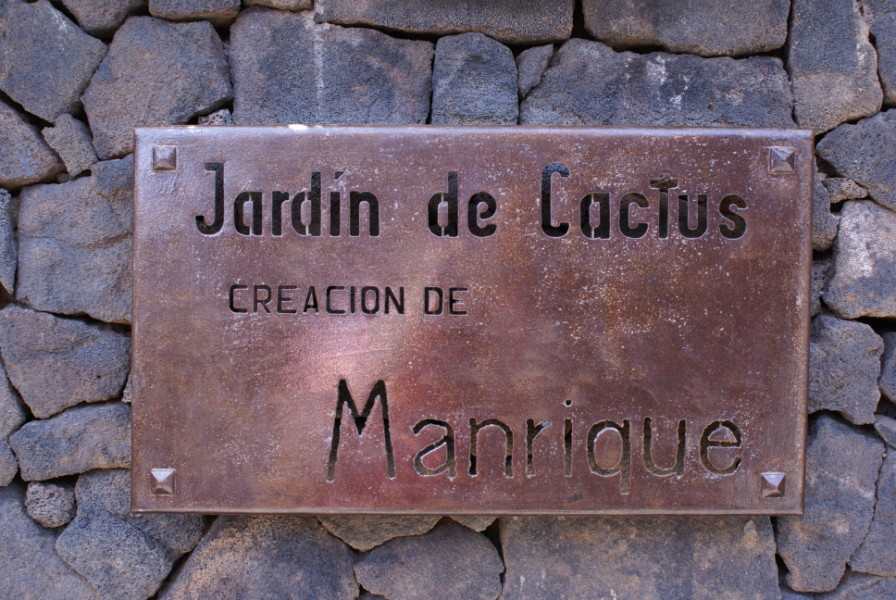 Jardín de Cactus
CREACION DE
Manrique